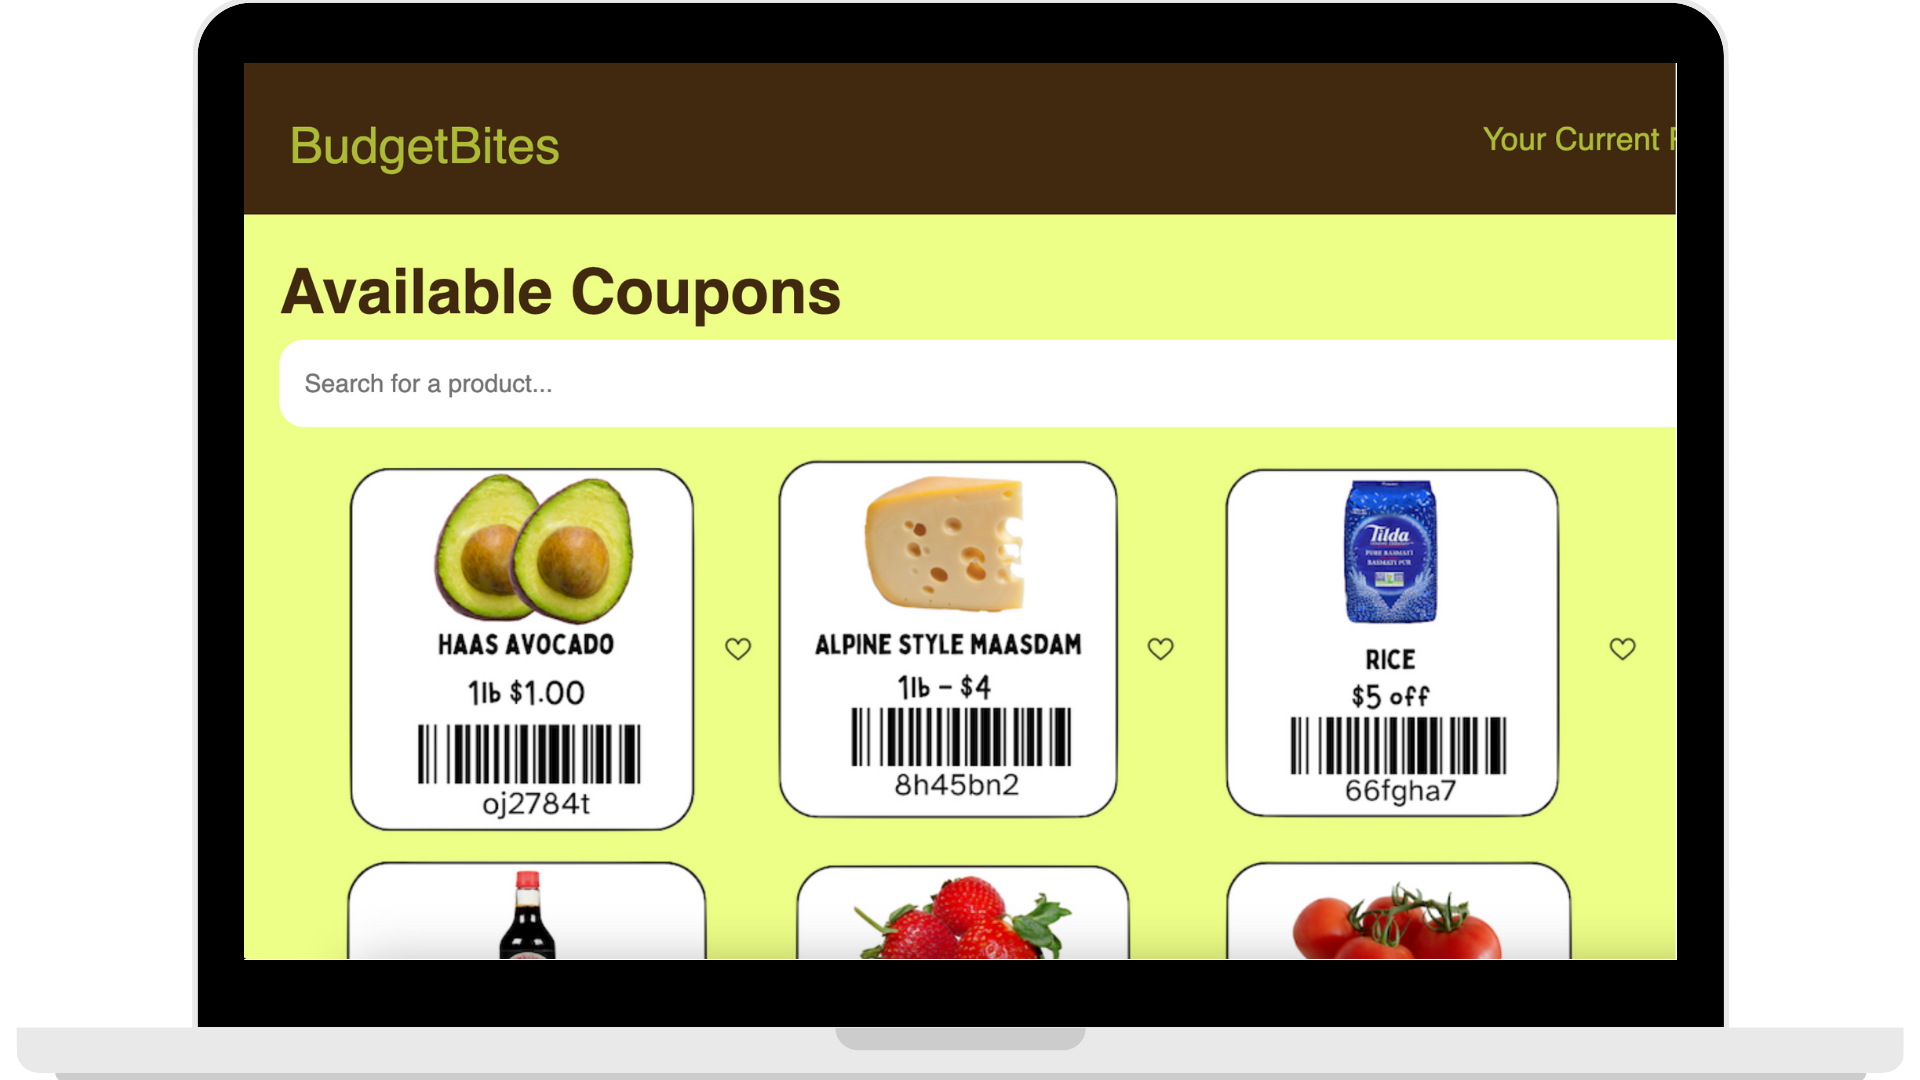 BudgetBites
Your Current
Available Coupons
Search for a product...
HAAS AVOCADO
1lb $1.00
oj2784t
ALPINE STYLE MAASDAM
1lb - $4
8h45bn2
Tilda
PURE BASMATI
BASMATI PUR
RICE
$5 off
66fgha7